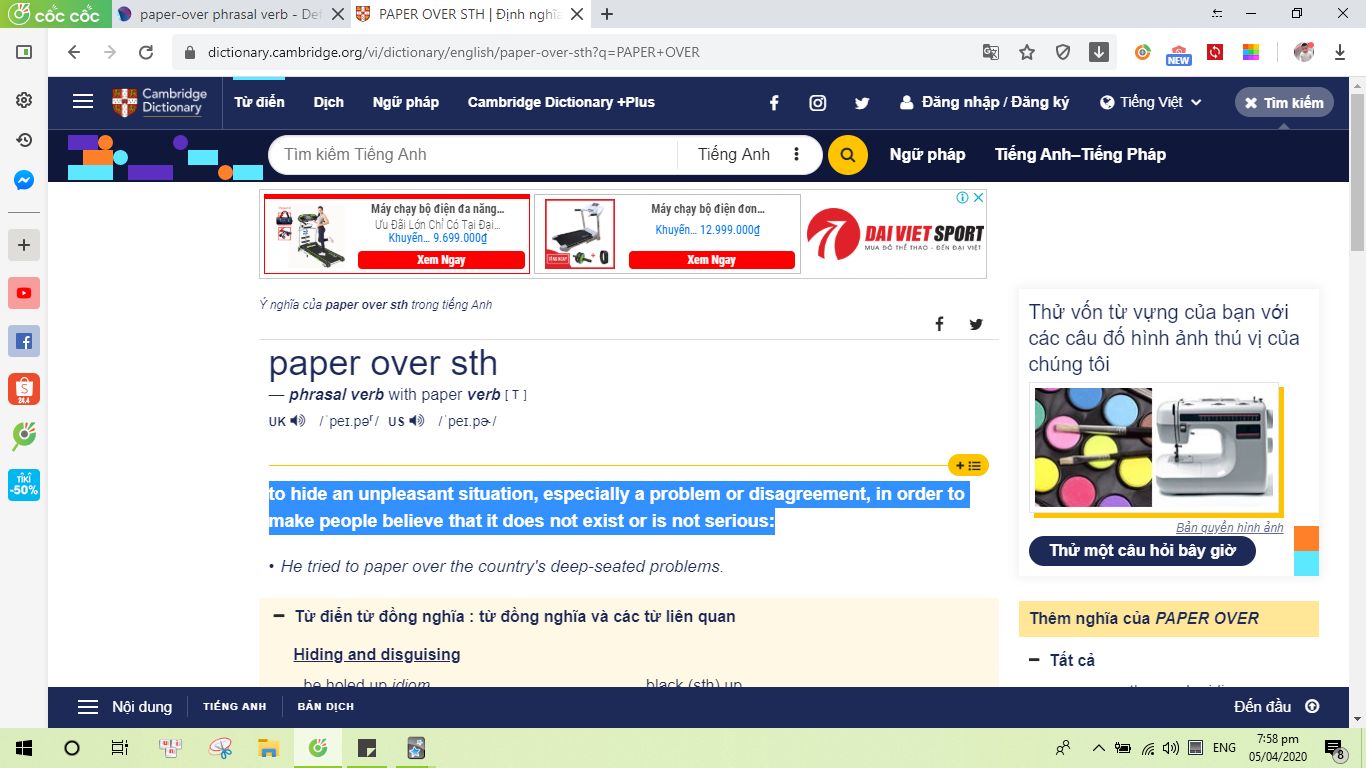 cốc cốc
paper-over phrasal verb - De
PAPER OVER STH | Định nghĩa
dictionary.cambridge.org/vi/dictionary/english/paper-over-sth?q=PAPER+OVER
NEW
Cambridge Dictionary
Từ điển
Dịch
Ngữ pháp
Cambridge Dictionary +Plus
Đăng nhập / Đăng ký
Tiếng Việt
Tìm kiếm
Tìm kiếm Tiếng Anh
Tiếng Anh
Ngữ pháp
Tiếng Anh–Tiếng Pháp
Máy chạy bộ điện đa năng...
Ưu Đãi Lớn Chỉ Có Tại Đại...
Khuyến... 9.699.000₫
Xem Ngay
Máy chạy bộ điện đơn...
Khuyến... 12.999.000₫
Xem Ngay
DAI VIET SPORT
MUA ĐỒ THỂ THAO - ĐẾN ĐẠI VIỆT
Ý nghĩa của paper over sth trong tiếng Anh
paper over sth
— phrasal verb with paper verb [ T ]
UK /ˈpeɪ.pəʳ/ US /ˈpeɪ.pɚ/
to hide an unpleasant situation, especially a problem or disagreement, in order to
make people believe that it does not exist or is not serious:
• He tried to paper over the country's deep-seated problems.
Từ điển từ đồng nghĩa : từ đồng nghĩa và các từ liên quan
Hiding and disguising
be holed up idiom
black (sth) up
Thử vốn từ vựng của bạn với
các câu đố hình ảnh thú vị của
chúng tôi
Bản quyền hình ảnh
Thử một câu hỏi bây giờ
Thêm nghĩa của PAPER OVER
Tất cả
24.4
TIKI
-50%
Nội dung
TIẾNG ANH
BẢN DỊCH
Đến đầu
ENG
7:58 pm
05/04/2020
8